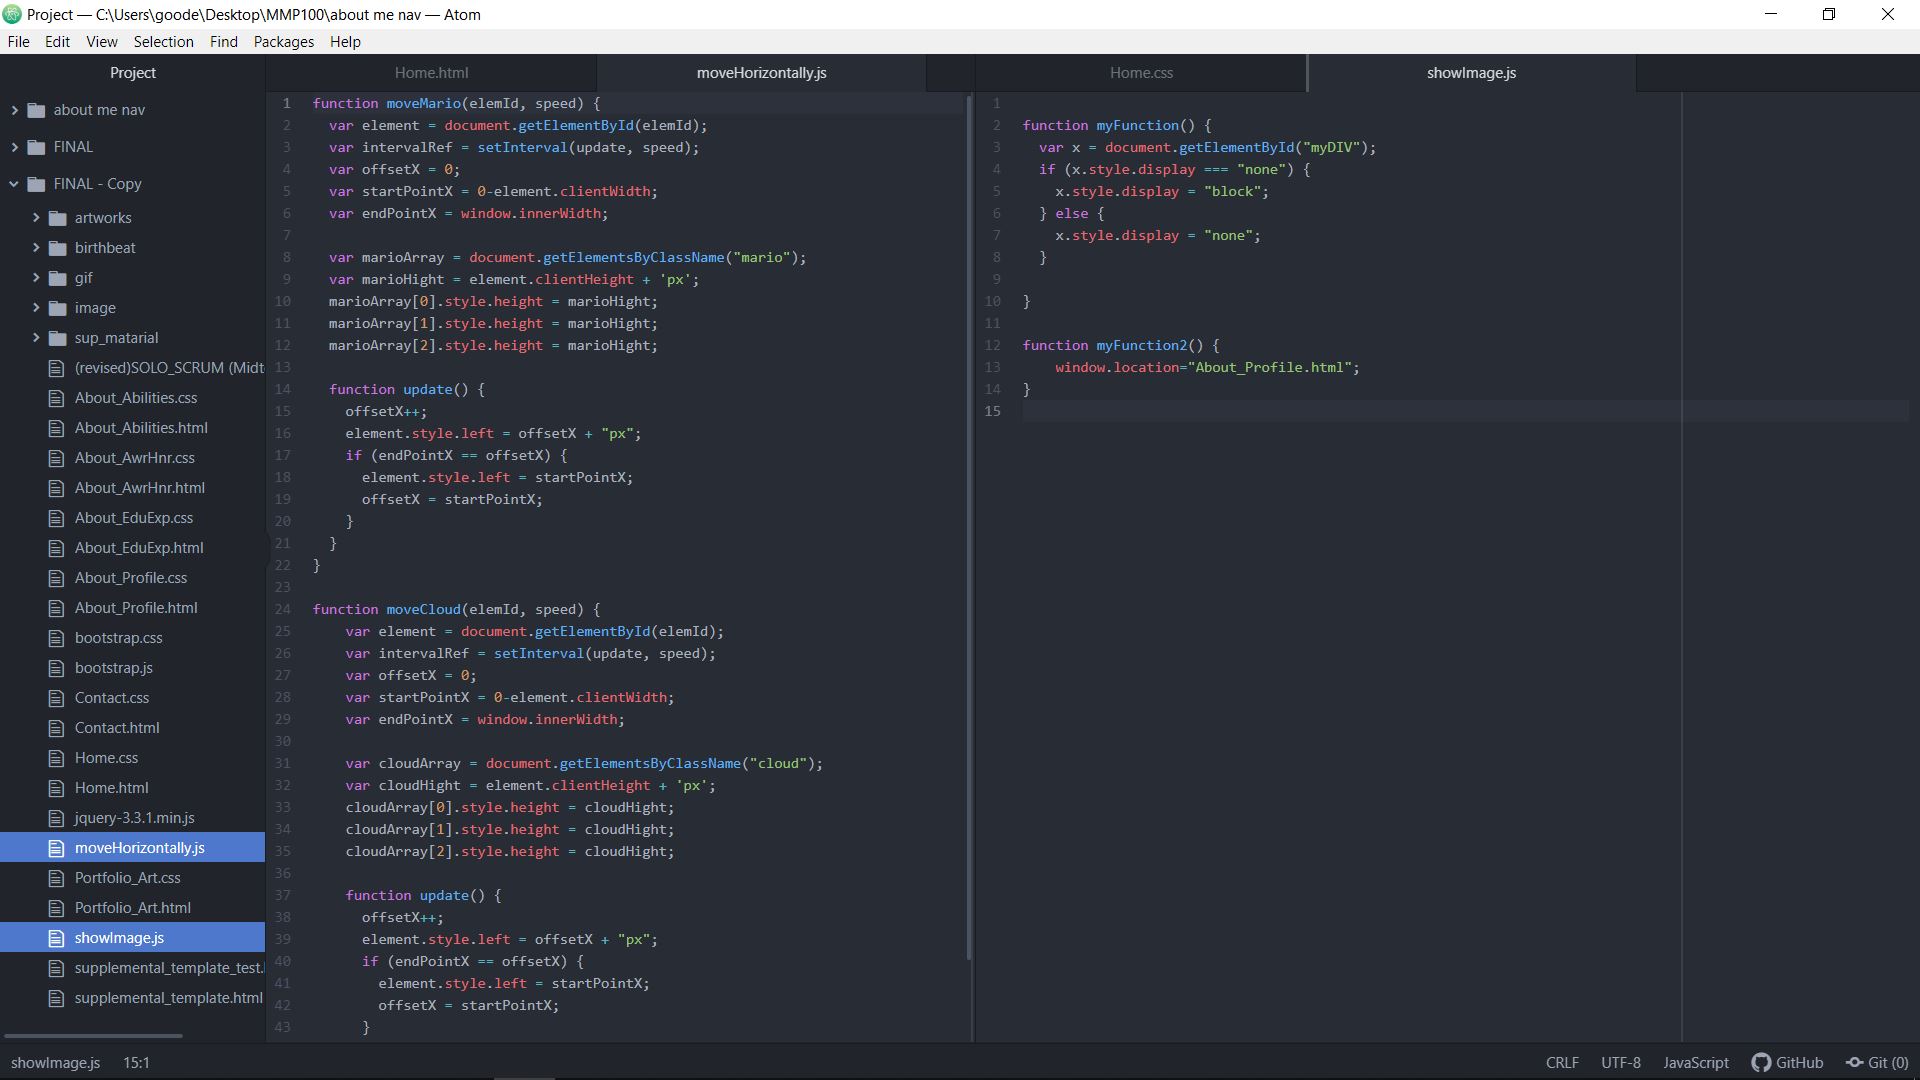 Project — C:\Users\goode\Desktop\MMP100\about me nav — Atom
File Edit View Selection Find Packages Help
Project
about me nav
FINAL
FINAL - Copy
artworks
birthbeat
gif
image
sup_matarial
(revised)SOLO_SCRUM (Midt
About_Abilities.css
About_Abilities.html
About_AwrHnr.css
About_AwrHnr.html
About_EduExp.css
About_EduExp.html
About_Profile.css
About_Profile.html
bootstrap.css
bootstrap.js
Contact.css
Contact.html
Home.css
Home.html
jquery-3.3.1.min.js
moveHorizontally.js
Portfolio_Art.css
Portfolio_Art.html
showImage.js
supplemental_template_test.
supplemental_template.html
Home.html moveHorizontally.js
1 function moveMario(elemId, speed) {
2 var element = document.getElementById(elemId);
3 var intervalRef = setInterval(update, speed);
4 var offsetX = 0;
5 var startPointX = 0-element.clientWidth;
6 var endPointX = window.innerWidth;
7
8 var marioArray = document.getElementsByClassName("mario");
9 var marioHight = element.clientHeight + 'px';
10 marioArray[0].style.height = marioHight;
11 marioArray[1].style.height = marioHight;
12 marioArray[2].style.height = marioHight;
13
14 function update() {
15 offsetX++;
16 element.style.left = offsetX + "px";
17 if (endPointX == offsetX) {
18 element.style.left = startPointX;
19 offsetX = startPointX;
20 }
21 }
22 }
23
24 function moveCloud(elemId, speed) {
25 var element = document.getElementById(elemId);
26 var intervalRef = setInterval(update, speed);
27 var offsetX = 0;
28 var startPointX = 0-element.clientWidth;
29 var endPointX = window.innerWidth;
30
31 var cloudArray = document.getElementsByClassName("cloud");
32 var cloudHight = element.clientHeight + 'px';
33 cloudArray[0].style.height = cloudHight;
34 cloudArray[1].style.height = cloudHight;
35 cloudArray[2].style.height = cloudHight;
36
37 function update() {
38 offsetX++;
39 element.style.left = offsetX + "px";
40 if (endPointX == offsetX) {
41 element.style.left = startPointX;
42 offsetX = startPointX;
43 }
Home.css showImage.js
1
2 function myFunction() {
3 var x = document.getElementById("myDIV");
4 if (x.style.display === "none") {
5 x.style.display = "block";
6 } else {
7 x.style.display = "none";
8 }
9
10 }
11
12 function myFunction2() {
13 window.location="About_Profile.html";
14 }
15
showImage.js 15:1 CRLF UTF-8 JavaScript GitHub Git (0)